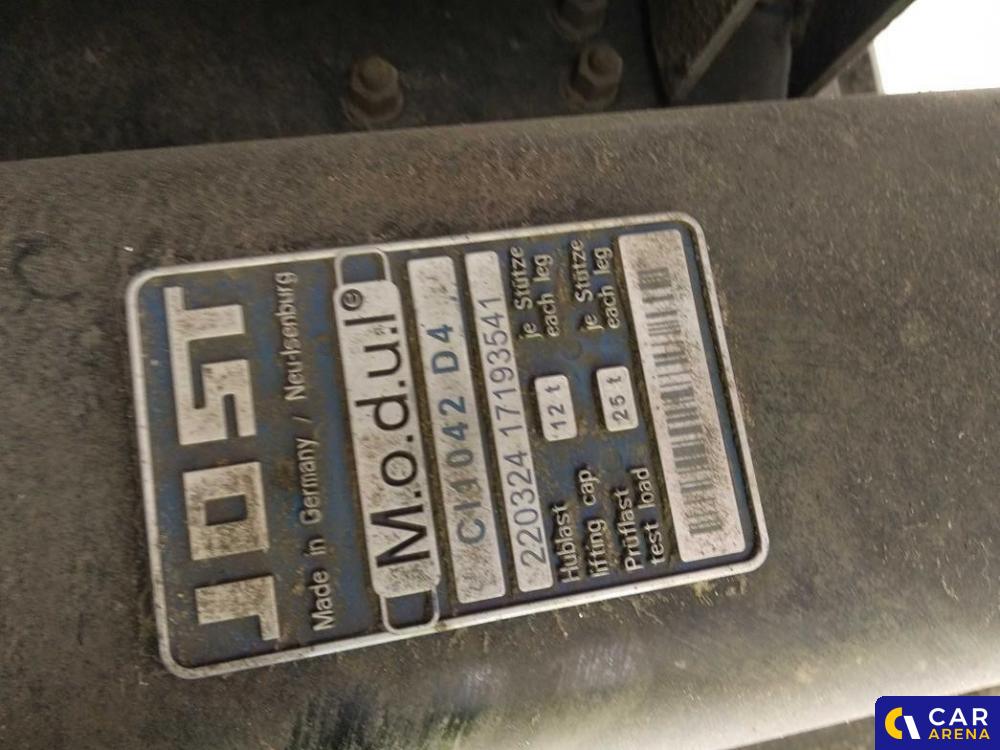 JOST
Made in Germany / Neu-Isenburg
M.o.d.u.l ®
042 D4
220324 17193541
Hublast 12 t je Stütze
lifting cap. each leg
Prüflast 25 t je Stütze
test load each leg
CAR
ARENA